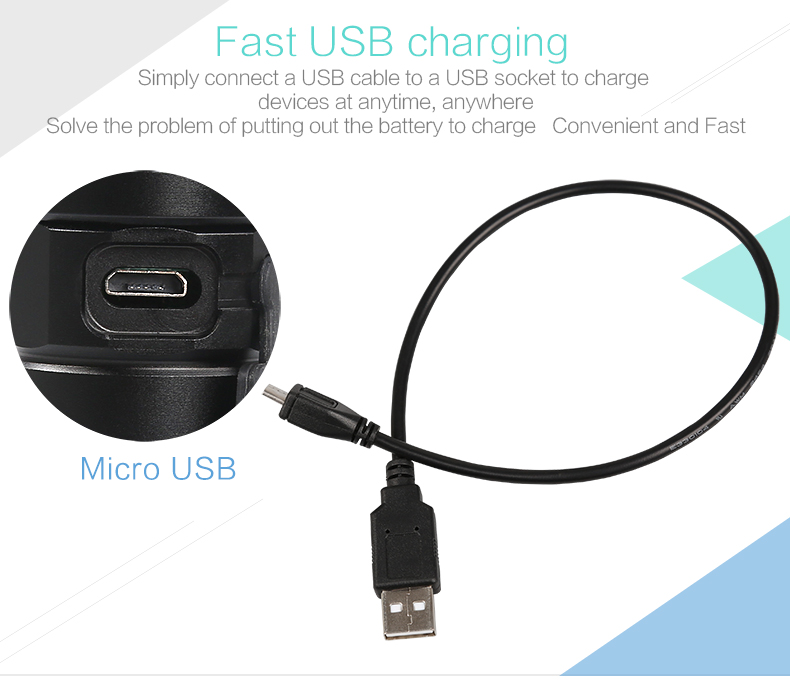 Fast USB charging
Simply connect a USB cable to a USB socket to charge
devices at anytime, anywhere
Solve the problem of putting out the battery to charge Convenient and Fast
Micro USB